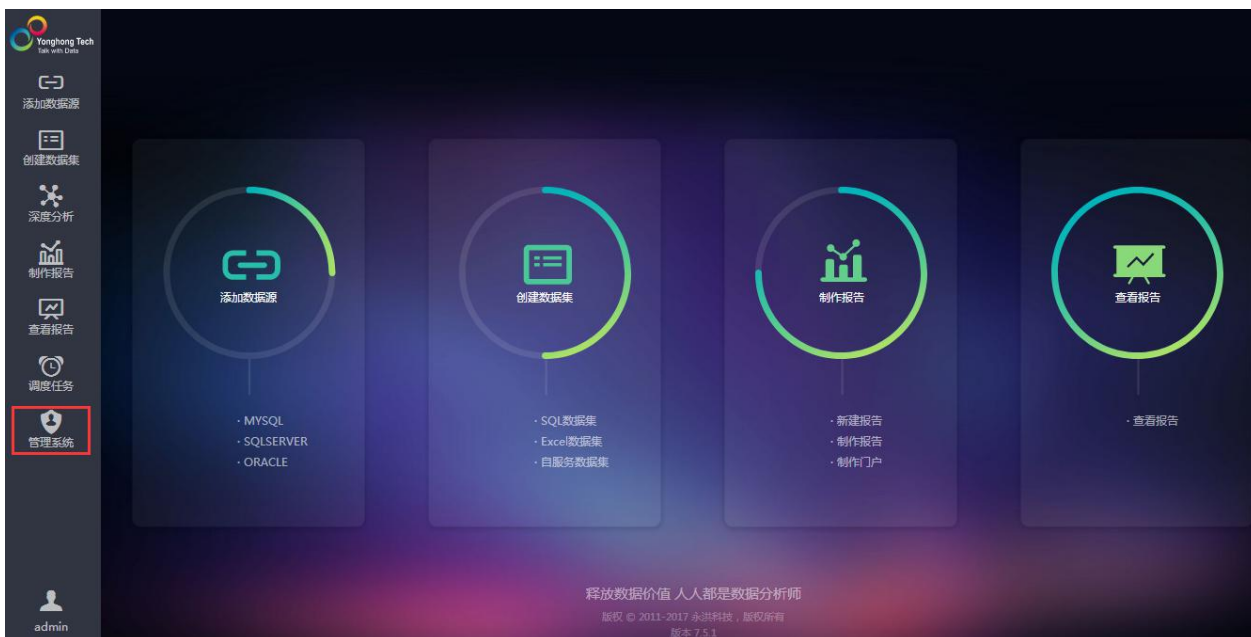 Yonghong Tech
Talk with Data
添加数据源
创建数据集
深度分析
制作报告
查看报告
调度任务
管理系统
admin
添加数据源
· MYSQL
· SQLSERVER
· ORACLE
创建数据集
· SQL数据集
· Excel数据集
· 自服务数据集
制作报告
· 新建报告
· 制作报告
· 制作门户
查看报告
· 查看报告
释放数据价值 人人都是数据分析师
版权 © 2011-2017 永洪科技，版权所有
版本 7.5.1